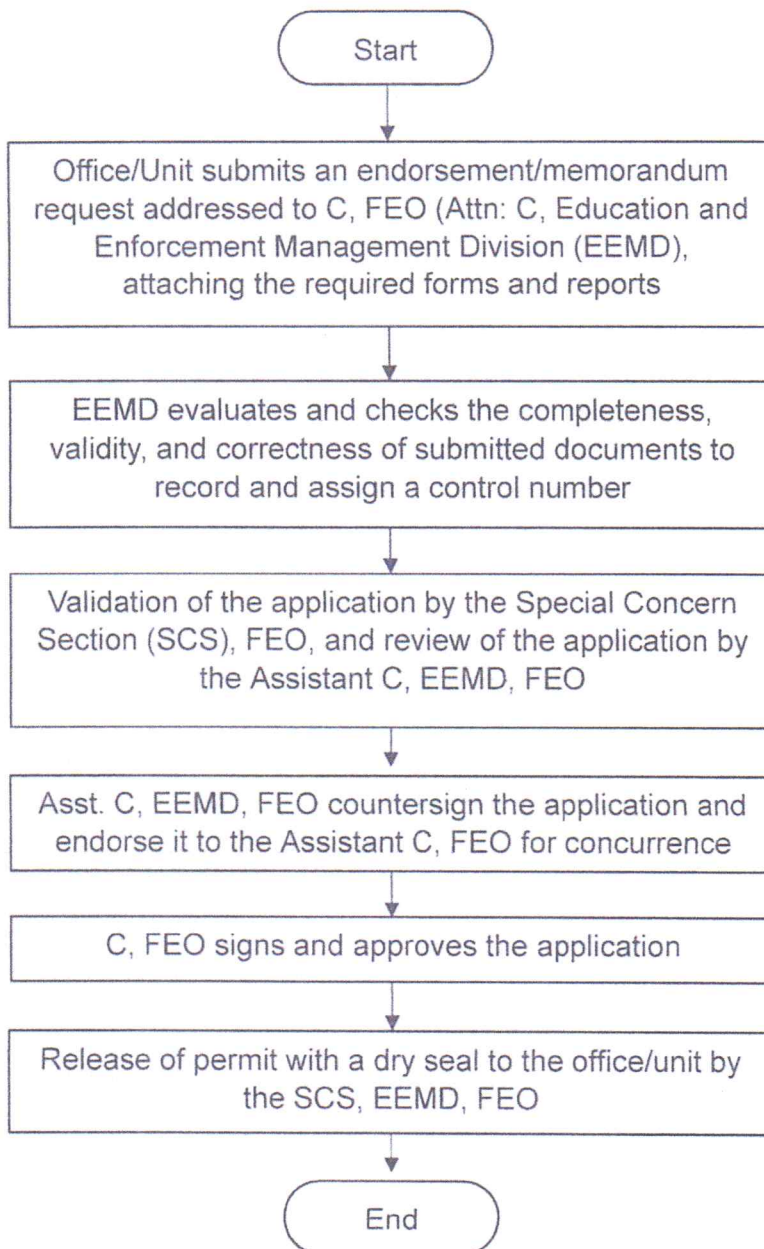 Start
Office/Unit submits an endorsement/memorandum
request addressed to C, FEO (Attn: C, Education and
Enforcement Management Division (EEMD),
attaching the required forms and reports
EEMD evaluates and checks the completeness,
validity, and correctness of submitted documents to
record and assign a control number
Validation of the application by the Special Concern
Section (SCS), FEO, and review of the application by
the Assistant C, EEMD, FEO
Asst. C, EEMD, FEO countersign the application and
endorse it to the Assistant C, FEO for concurrence
C, FEO signs and approves the application
Release of permit with a dry seal to the office/unit by
the SCS, EEMD, FEO
End